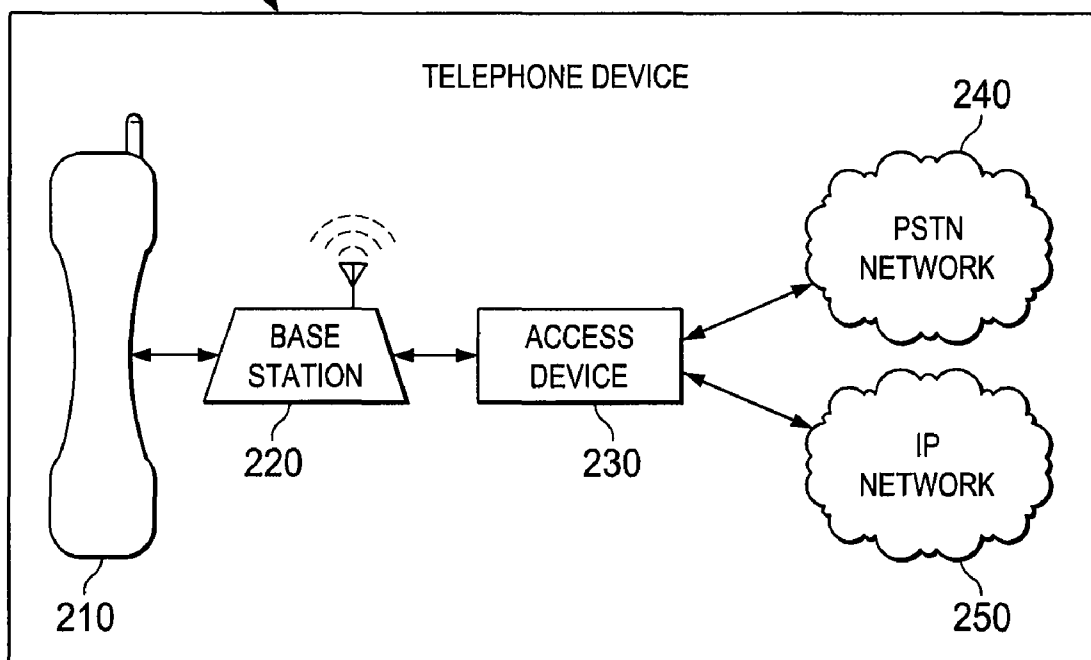 TELEPHONE DEVICE
240
PSTN
NETWORK
BASE
STATION
ACCESS
DEVICE
220
230
IP
NETWORK
210
250